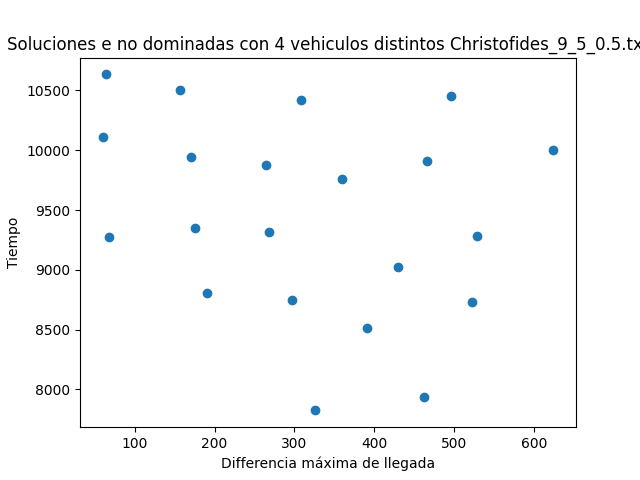 Soluciones e no dominadas con 4 vehiculos distintos Christofides_9_5_0.5.tx
10500
10000
9500
9000
8500
8000
Tiempo
100 200 300 400 500 600
Differencia máxima de llegada